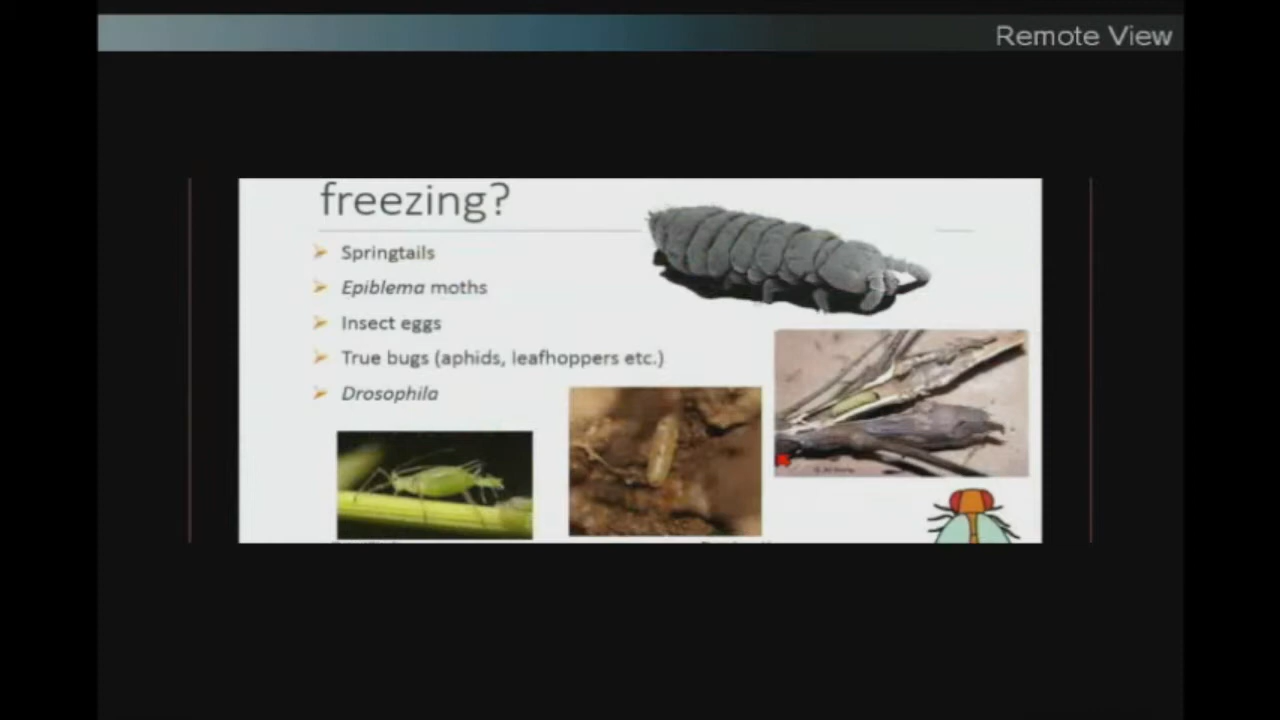 Remote View
freezing?
Springtails
Epiblema moths
Insect eggs
True bugs (aphids, leafhoppers etc.)
Drosophila